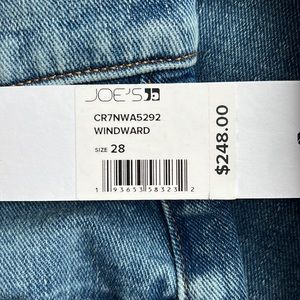 JOE'S
CR7NWA5292
WINDWARD
SIZE 28
$248.00
1 93653 58323 2